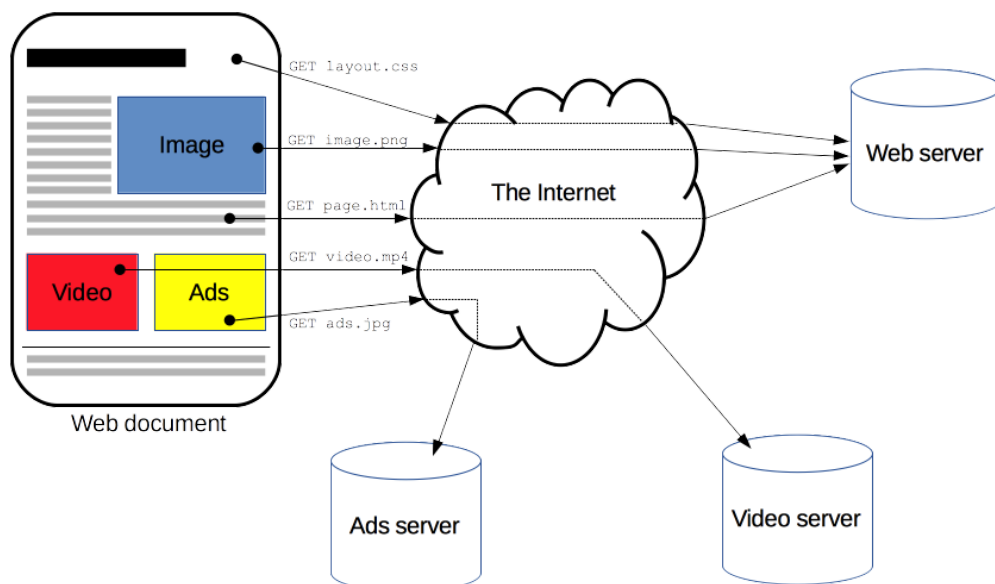 GET layout.css
Image
GET image.png
Web server
The Internet
GET page.html
GET video.mp4
Video
Ads
GET ads.jpg
Web document
Ads server
Video server